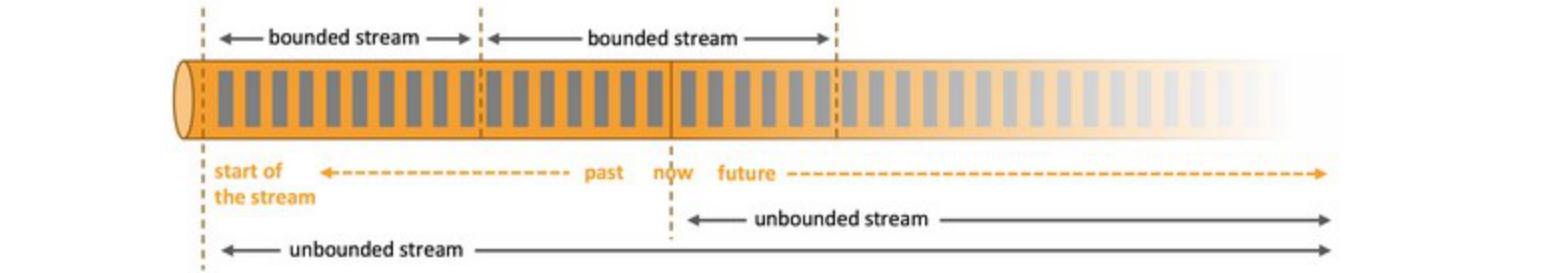 bounded stream
bounded stream
start of
the stream
past
now
future
unbounded stream
unbounded stream